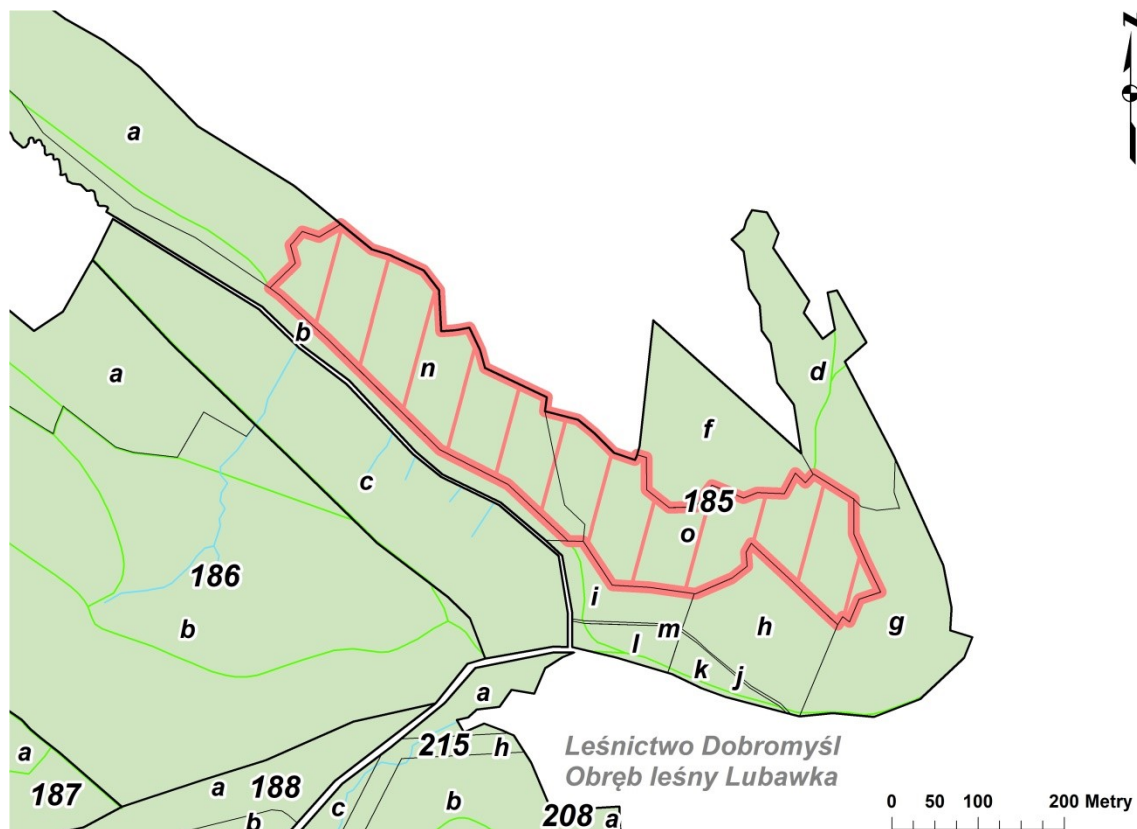 N
a
d
a
b
n
f
c
185
o
186
b
i
h
g
m
l
k
j
a
215
h
Leśnictwo Dobromyśl
Obręb leśny Lubawka
a
187
a
188
b
c
b
208
a
0 50 100 200 Metry